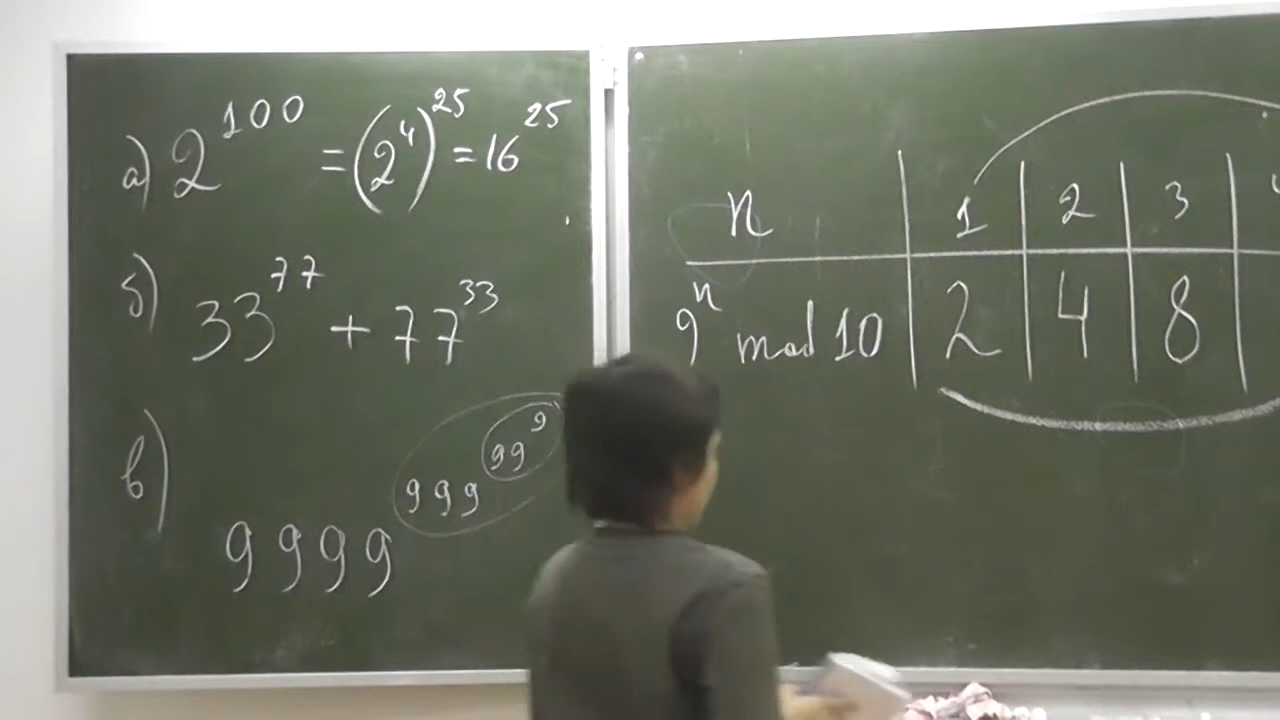 а) 2^100 = (2^4)^25 = 16^25
б) 33^77 + 77^33
в) 9999^999^99^9
n | 1 | 2 | 3 |
9^n mod 10 | 2 | 4 | 8 |